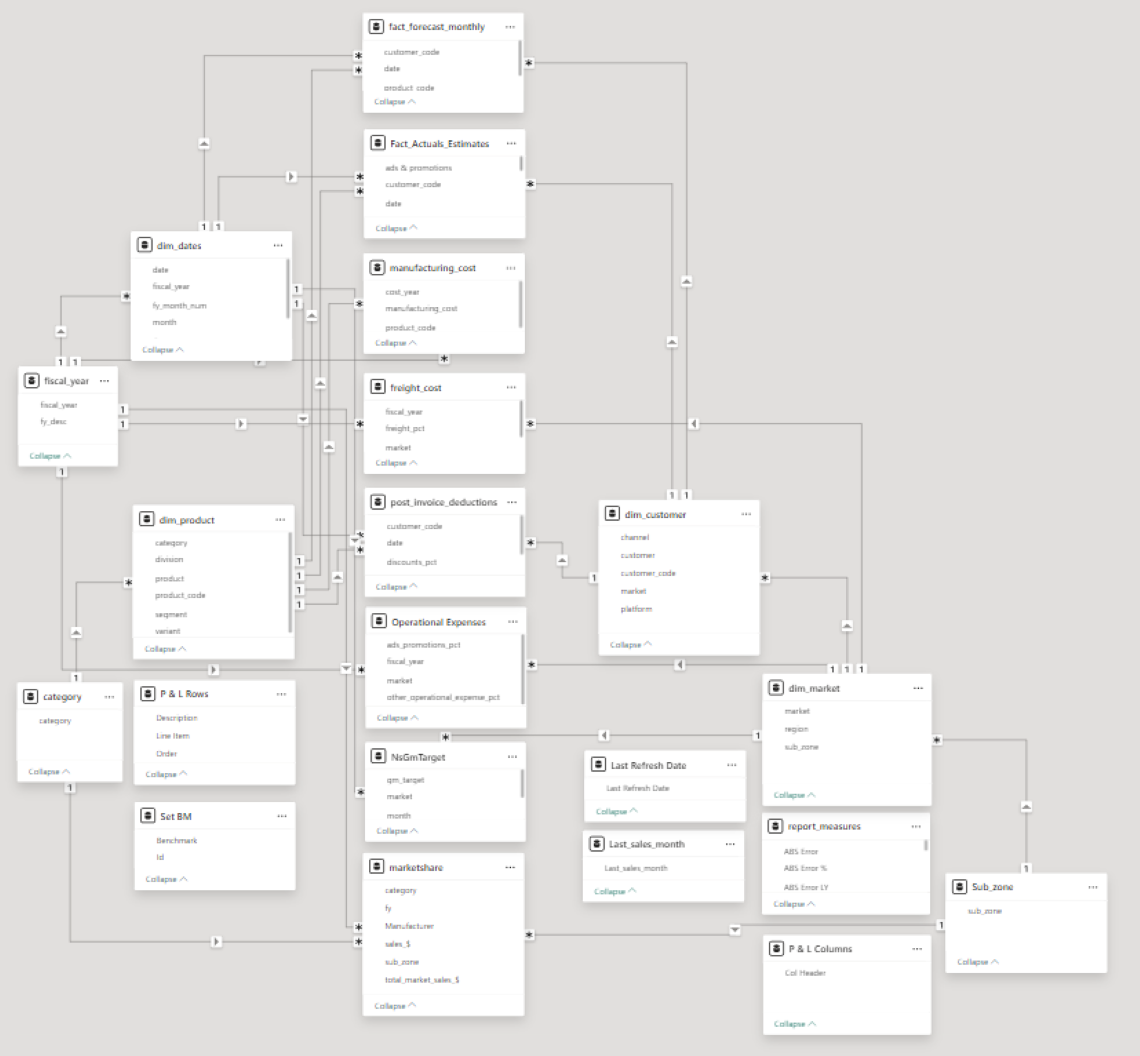 fact_forecast_monthly
customer_code
date
product_code
Collapse
Fact_Actuals_Estimates
ads & promotions
customer_code
date
Collapse
dim_dates
date
fiscal_year
fy_month_num
month
Collapse
manufacturing_cost
cost_year
manufacturing_cost
product_code
Collapse
fiscal_year
fiscal_year
fy_desc
Collapse
freight_cost
fiscal_year
freight_pct
market
Collapse
dim_product
category
division
product
product_code
segment
variant
Collapse
post_invoice_deductions
customer_code
date
discounts_pct
Collapse
dim_customer
channel
customer
customer_code
market
platform
Collapse
Operational Expenses
ads_promotions_pct
fiscal_year
market
other_operational_expense_pct
Collapse
category
category
Collapse
P & L Rows
Description
Line Item
Order
Collapse
dim_market
market
region
sub_zone
Collapse
NsGmTarget
gm_target
market
month
Collapse
Last Refresh Date
Last Refresh Date
Collapse
Set BM
Benchmark
Id
Collapse
Last_sales_month
Last_sales_month
Collapse
report_measures
ABS Error
ABS Error %
ABS Error LY
Collapse
marketshare
category
fy
Manufacturer
sales_$
sub_zone
total_market_sales_$
Collapse
Sub_zone
sub_zone
Collapse
P & L Columns
Col Header
Collapse